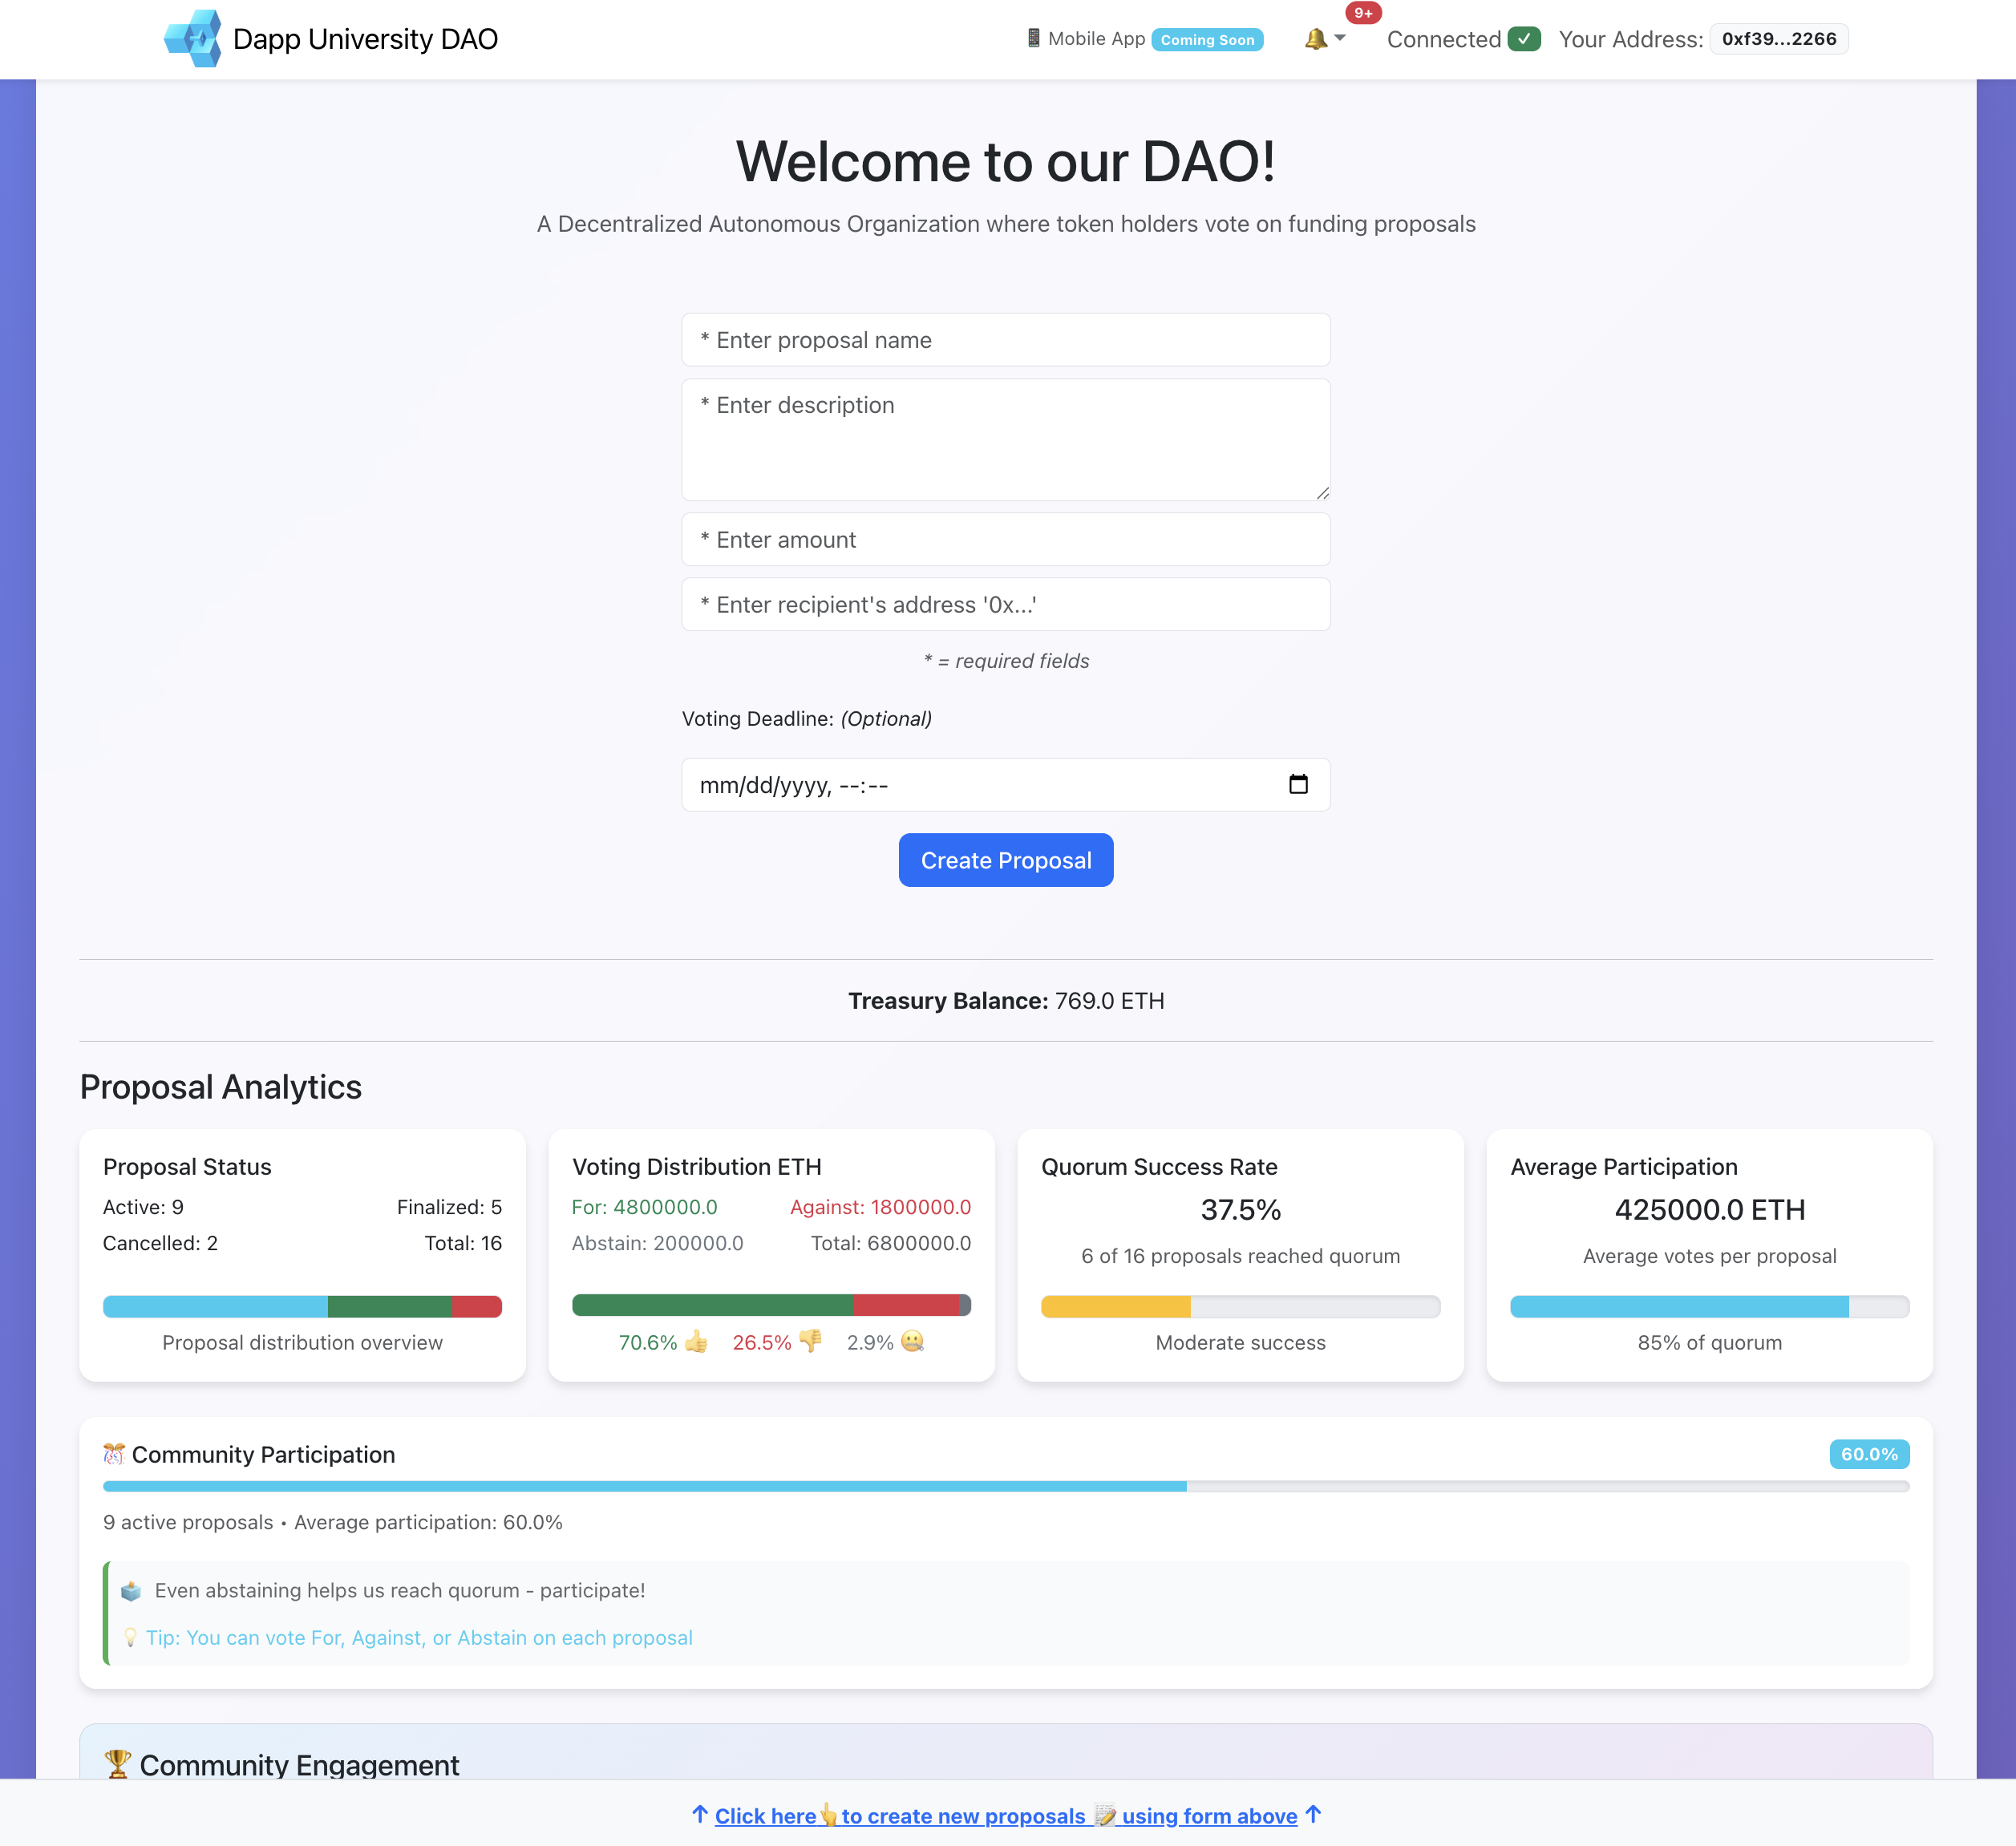 Dapp University DAO
📱 Mobile App Coming Soon
🔔 9+
Connected ✓
Your Address: 0xf39...2266
Welcome to our DAO!
A Decentralized Autonomous Organization where token holders vote on funding proposals
* Enter proposal name
* Enter description
* Enter amount
* Enter recipient's address '0x...'
* = required fields
Voting Deadline: (Optional)
mm/dd/yyyy, --:--
Create Proposal
Treasury Balance: 769.0 ETH
Proposal Analytics
Proposal Status
Active: 9 Finalized: 5
Cancelled: 2 Total: 16
Proposal distribution overview
Voting Distribution ETH
For: 4800000.0 Against: 1800000.0
Abstain: 200000.0 Total: 6800000.0
70.6% 👍 26.5% 👎 2.9% 🤐
Quorum Success Rate
37.5%
6 of 16 proposals reached quorum
Moderate success
Average Participation
425000.0 ETH
Average votes per proposal
85% of quorum
🎊 Community Participation 60.0%
9 active proposals • Average participation: 60.0%
🗳️ Even abstaining helps us reach quorum - participate!
💡 Tip: You can vote For, Against, or Abstain on each proposal
🏆 Community Engagement
↑ Click here👆to create new proposals 📝 using form above ↑